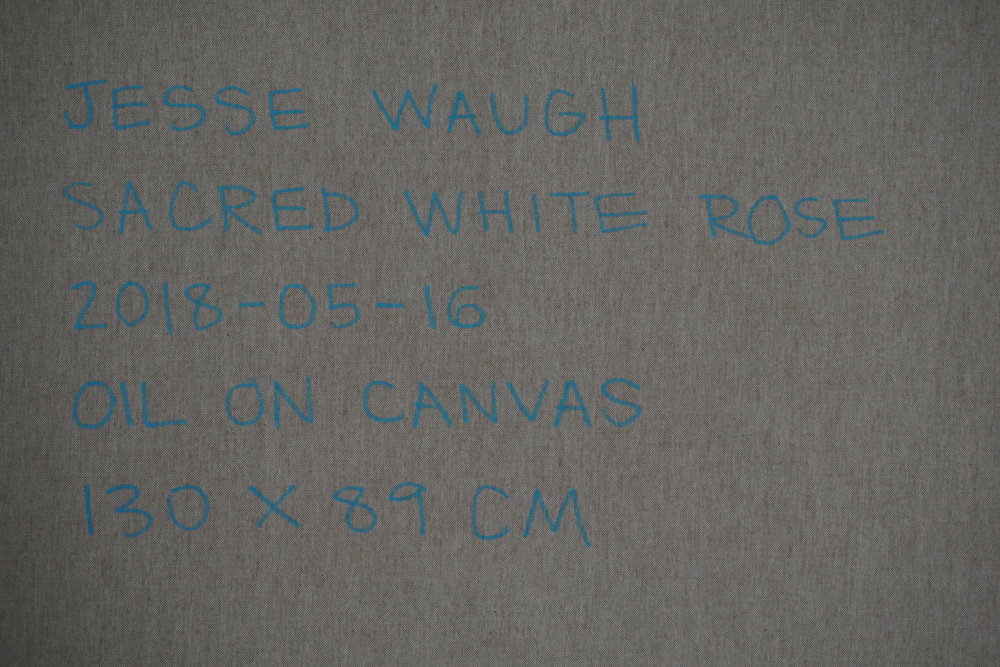 JESSE WAUGH
SACRED WHITE ROSE
2018-05-16
OIL ON CANVAS
130 X 89 CM